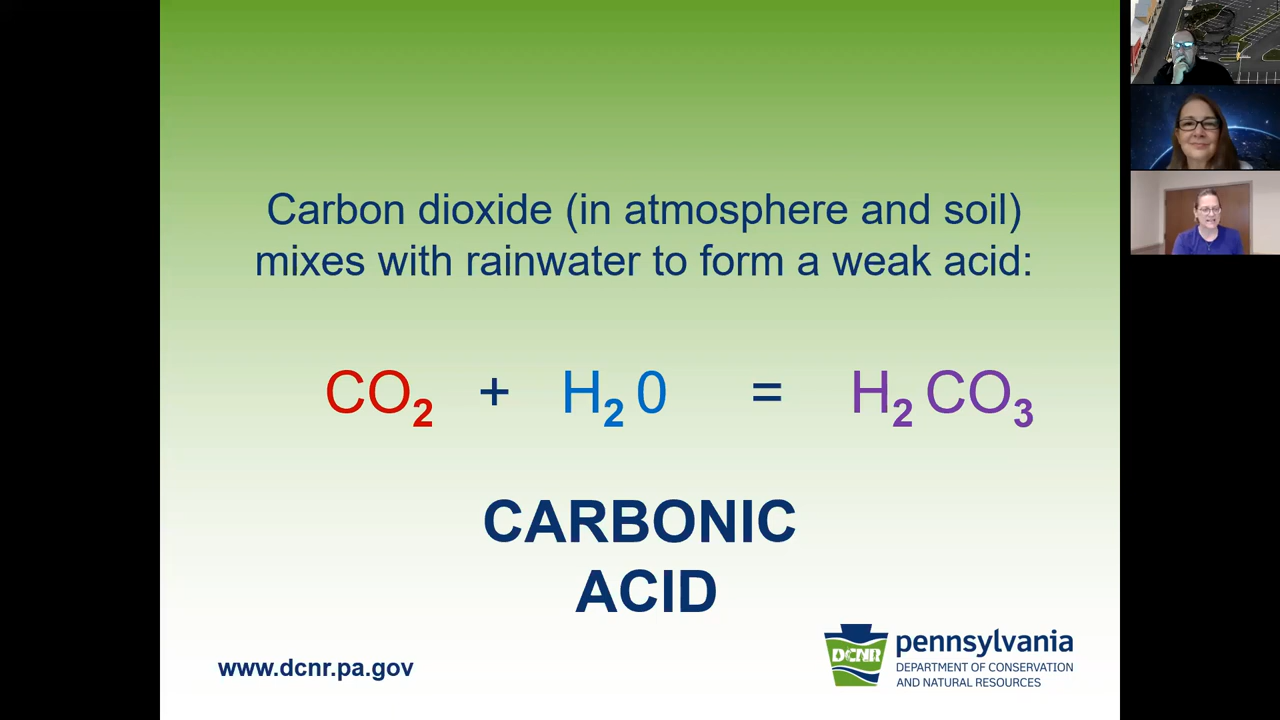 Carbon dioxide (in atmosphere and soil)
mixes with rainwater to form a weak acid:
CO₂ + H₂ 0 = H₂ CO₃
CARBONIC
ACID
www.dcnr.pa.gov
DCNR
pennsylvania
DEPARTMENT OF CONSERVATION
AND NATURAL RESOURCES